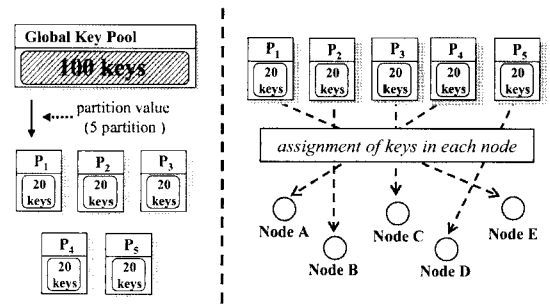 Global Key Pool
100 keys
partition value
( 5 partition )
P1 P2 P3
20 20 20
keys keys keys
P4 P5
20 20
keys keys
P1 P2 P3 P4 P5
20 20 20 20 20
keys keys keys keys keys
assignment of keys in each node
Node A Node C Node E
Node B Node D